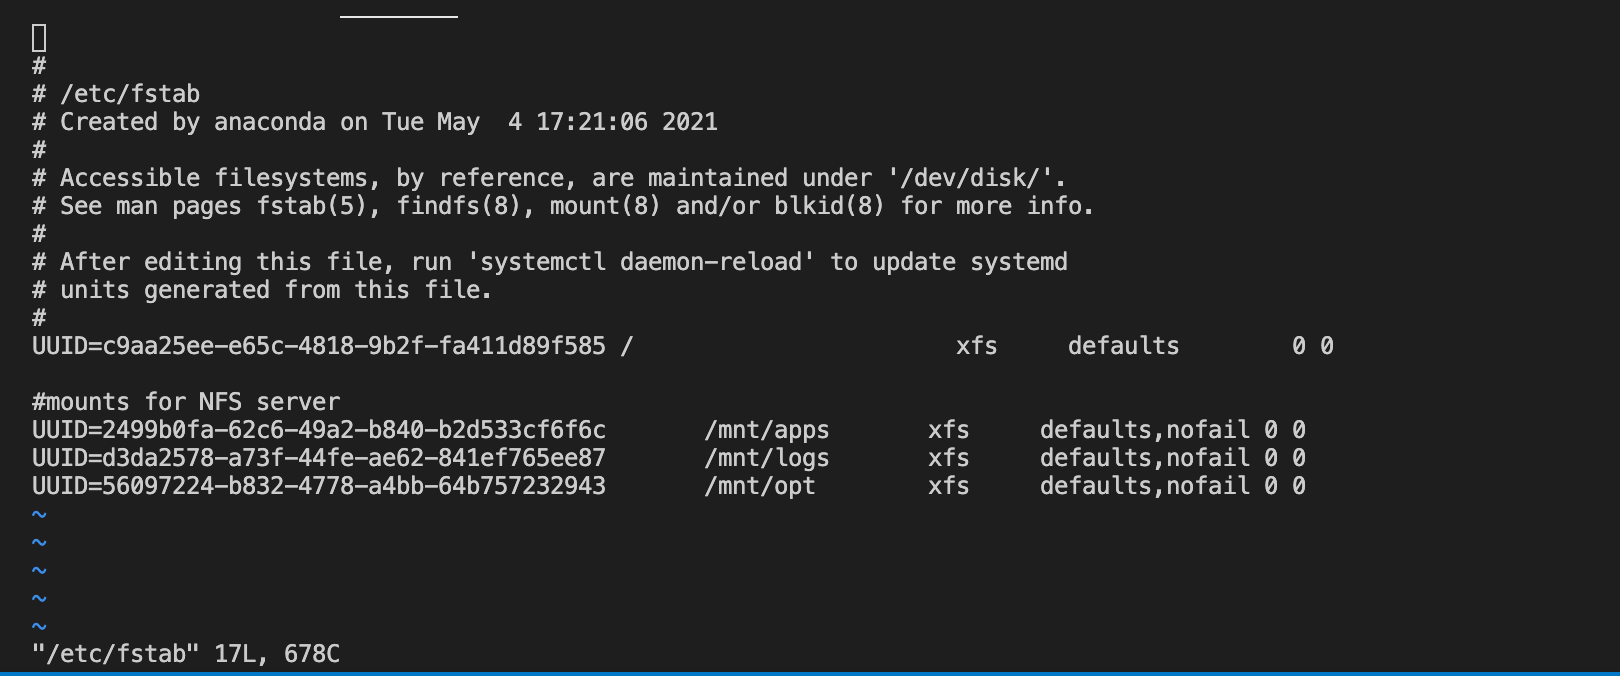 #
# /etc/fstab
# Created by anaconda on Tue May  4 17:21:06 2021
#
# Accessible filesystems, by reference, are maintained under '/dev/disk/'.
# See man pages fstab(5), findfs(8), mount(8) and/or blkid(8) for more info.
#
# After editing this file, run 'systemctl daemon-reload' to update systemd
# units generated from this file.
#
UUID=c9aa25ee-e65c-4818-9b2f-fa411d89f585 /                       xfs     defaults        0 0
#mounts for NFS server
UUID=2499b0fa-62c6-49a2-b840-b2d533cf6f6c       /mnt/apps       xfs     defaults,nofail 0 0
UUID=d3da2578-a73f-44fe-ae62-841ef765ee87       /mnt/logs       xfs     defaults,nofail 0 0
UUID=56097224-b832-4778-a4bb-64b757232943       /mnt/opt        xfs     defaults,nofail 0 0
~
~
~
~
~
"/etc/fstab" 17L, 678C